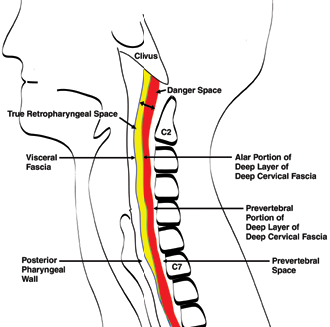 Clivus
Danger Space
True Retropharyngeal Space
C2
Visceral
Fascia
Alar Portion of
Deep Layer of
Deep Cervical Fascia
Prevertebral
Portion of
Deep Layer of
Deep Cervical Fascia
Posterior
Pharyngeal
Wall
C7
Prevertebral
Space